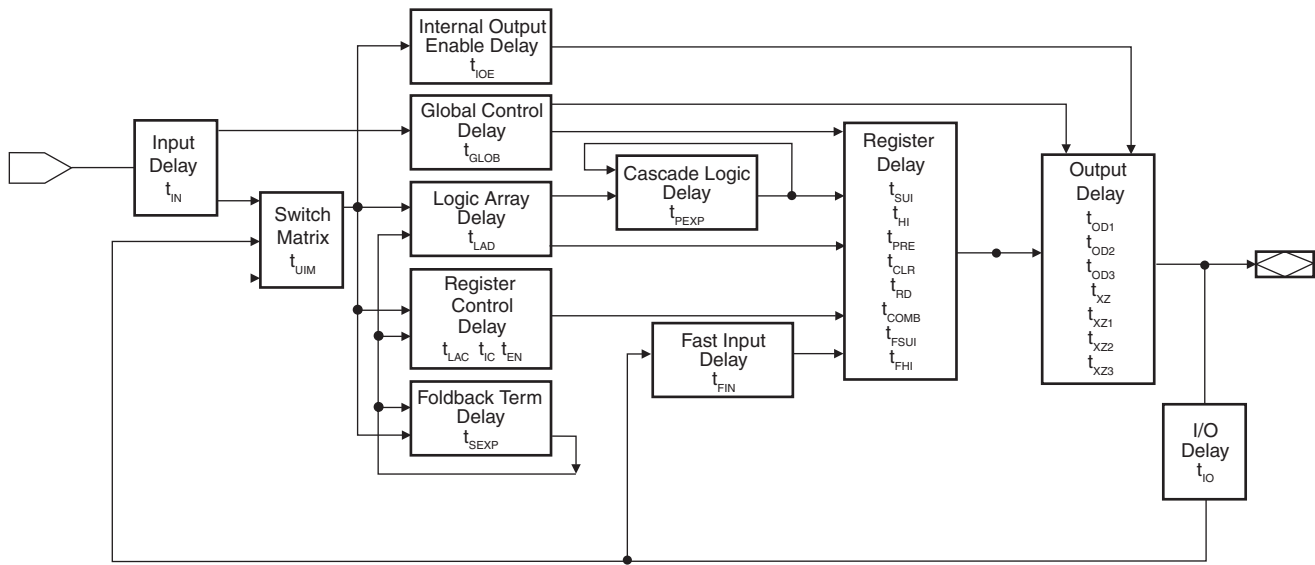 Internal Output
Enable Delay
tIOE
Global Control
Delay
tGLOB
Input
Delay
tIN
Switch
Matrix
tUIM
Logic Array
Delay
tLAD
Cascade Logic
Delay
tPEXP
Register
Control
Delay
tLAC tIC tEN
Fast Input
Delay
tFIN
Foldback Term
Delay
tSEXP
Register
Delay
tSUI
tHI
tPRE
tCLR
tRD
tCOMB
tFSUI
tFHI
Output
Delay
tOD1
tOD2
tOD3
tXZ
tXZ1
tXZ2
tXZ3
I/O
Delay
tIO